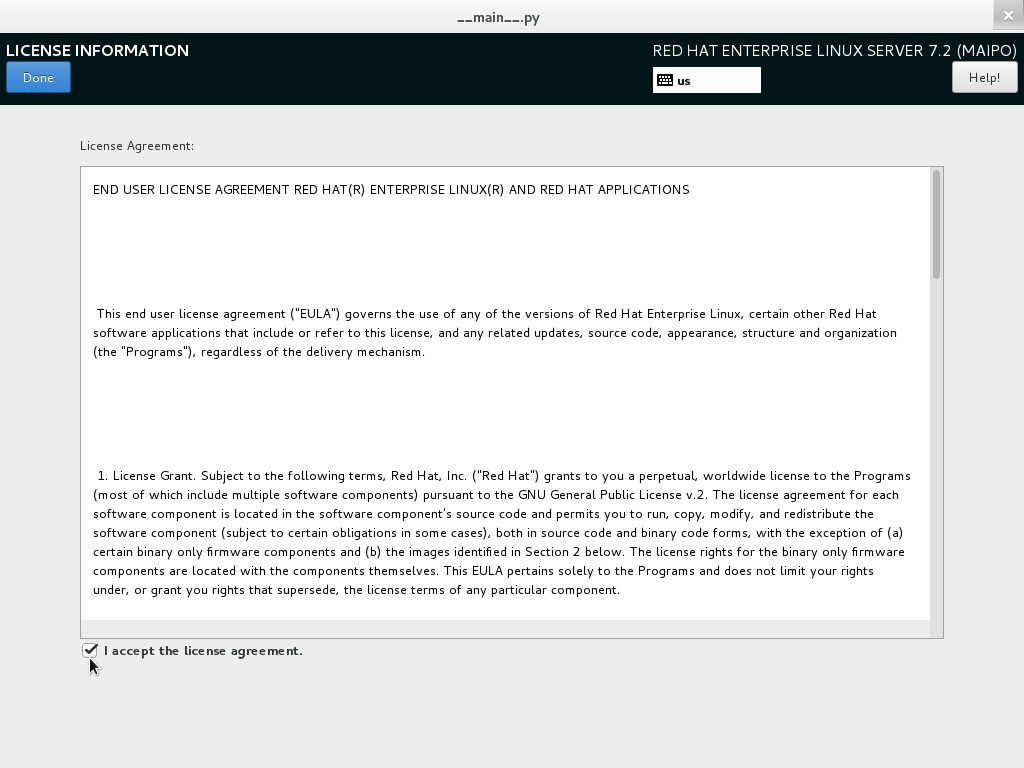 __main__.py
LICENSE INFORMATION
RED HAT ENTERPRISE LINUX SERVER 7.2 (MAIPO)
Done
us
Help!
License Agreement:
END USER LICENSE AGREEMENT RED HAT(R) ENTERPRISE LINUX(R) AND RED HAT APPLICATIONS
This end user license agreement ("EULA") governs the use of any of the versions of Red Hat Enterprise Linux, certain other Red Hat
software applications that include or refer to this license, and any related updates, source code, appearance, structure and organization
(the "Programs"), regardless of the delivery mechanism.
1. License Grant. Subject to the following terms, Red Hat, Inc. ("Red Hat") grants to you a perpetual, worldwide license to the Programs
(most of which include multiple software components) pursuant to the GNU General Public License v.2. The license agreement for each
software component is located in the software component's source code and permits you to run, copy, modify, and redistribute the
software component (subject to certain obligations in some cases), both in source code and binary code forms, with the exception of (a)
certain binary only firmware components and (b) the images identified in Section 2 below. The license rights for the binary only firmware
components are located with the components themselves. This EULA pertains solely to the Programs and does not limit your rights
under, or grant you rights that supersede, the license terms of any particular component.
I accept the license agreement.